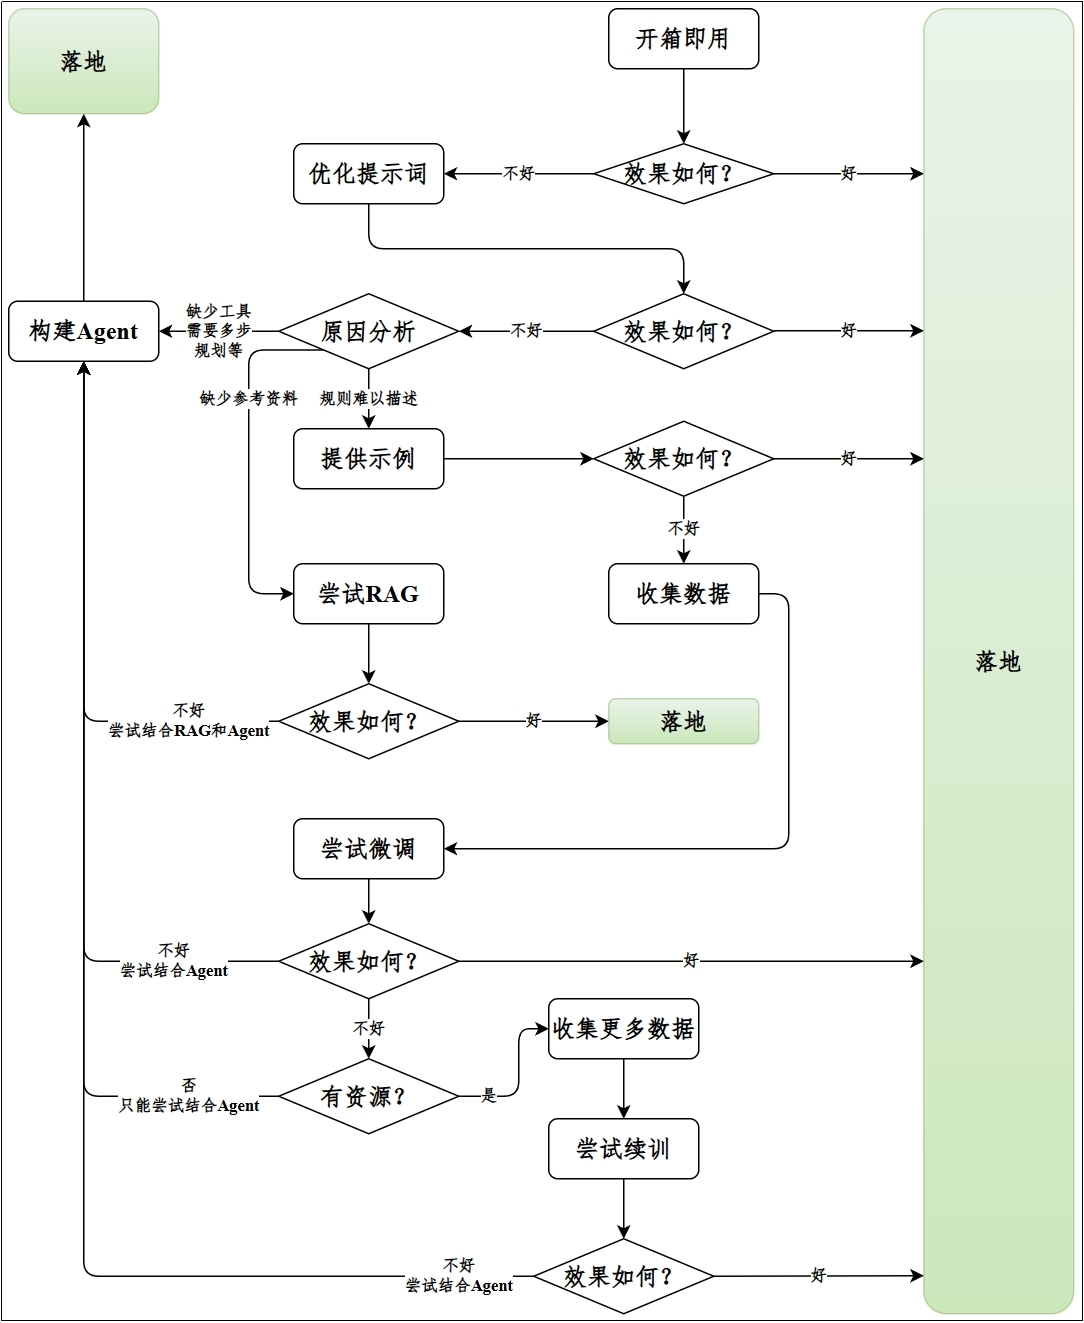 落地
开箱即用
优化提示词
不好
效果如何？
好
构建Agent
缺少工具
需要多步
规划等
原因分析
不好
效果如何？
好
缺少参考资料
规则难以描述
提供示例
效果如何？
好
不好
尝试RAG
收集数据
落地
不好
尝试结合RAG和Agent
效果如何？
好
落地
尝试微调
不好
尝试结合Agent
效果如何？
好
不好
收集更多数据
否
只能尝试结合Agent
有资源？
是
尝试续训
不好
尝试结合Agent
效果如何？
好